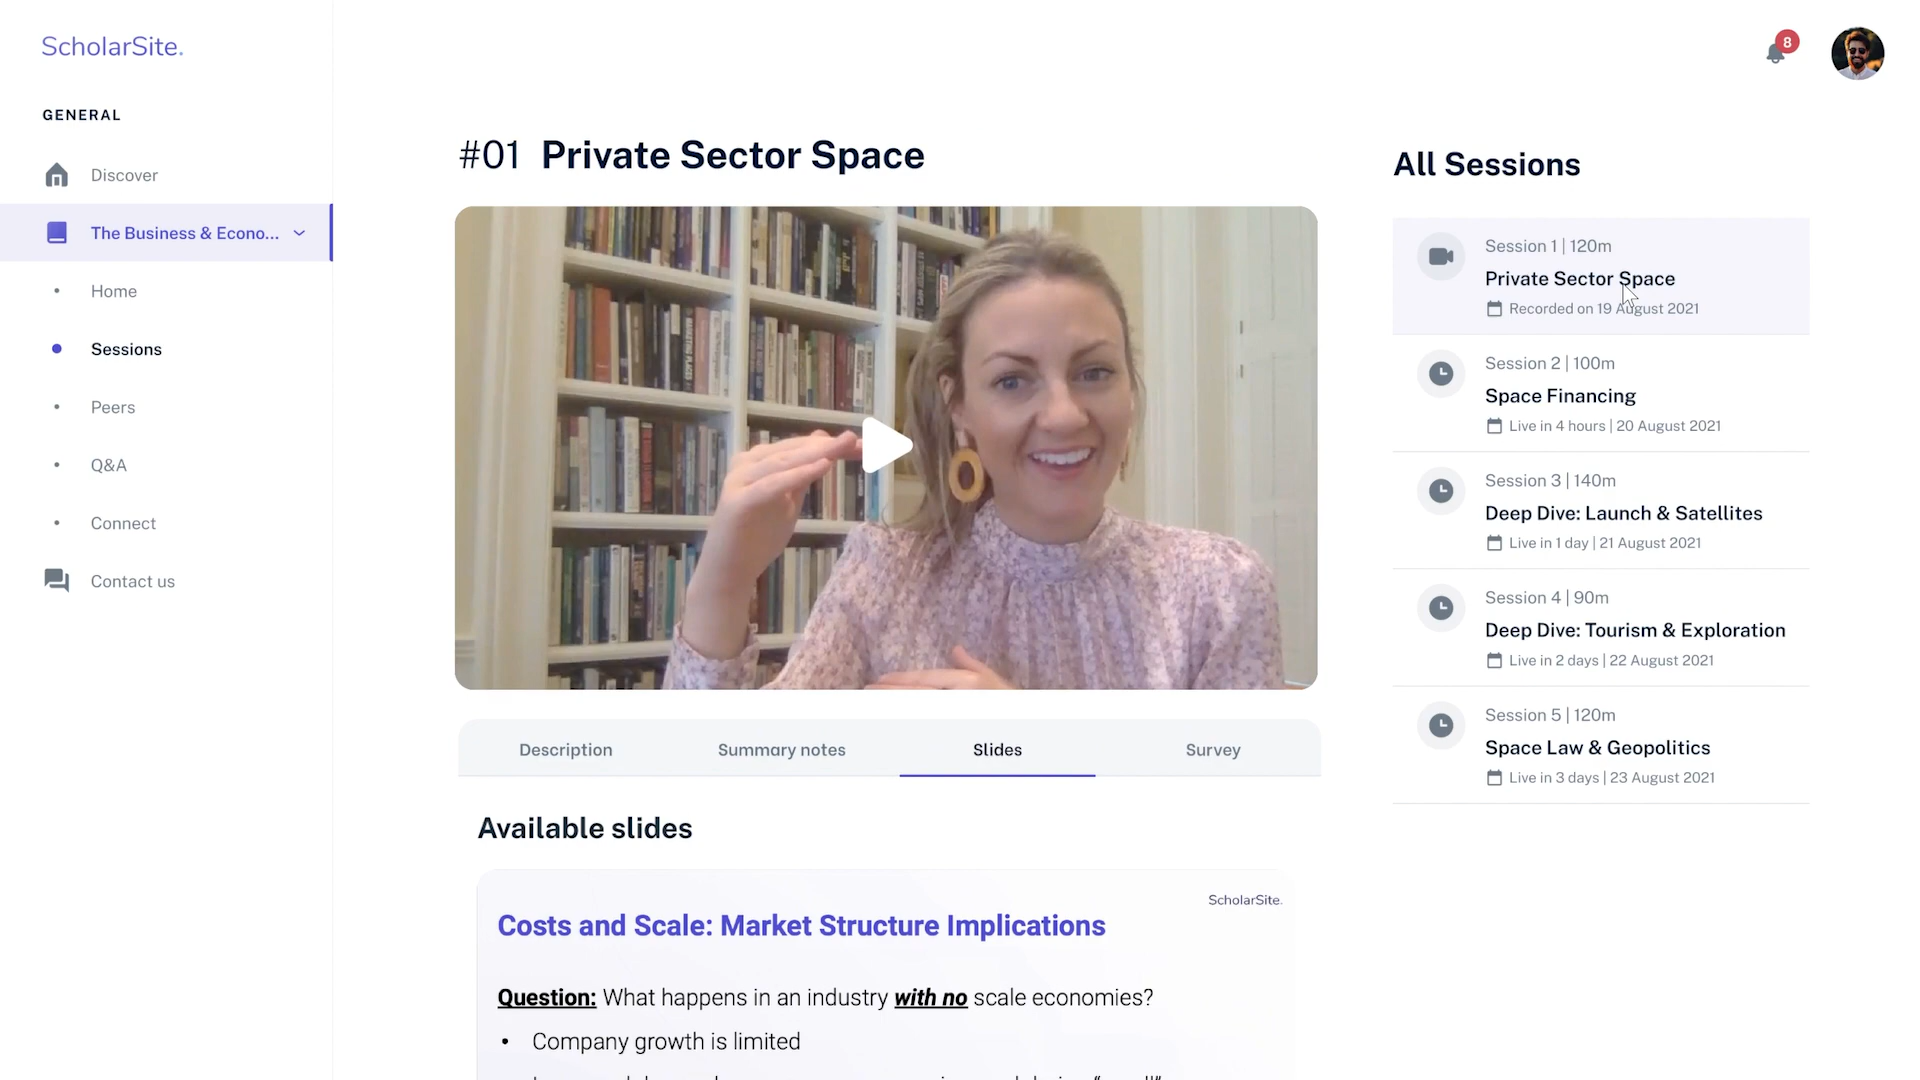 ScholarSite.
GENERAL
Discover
The Business & Econo...
Home
Sessions
Peers
Q&A
Connect
Contact us
8
#01 Private Sector Space
Description
Summary notes
Slides
Survey
Available slides
ScholarSite.
Costs and Scale: Market Structure Implications
Question: What happens in an industry with no scale economies?
• Company growth is limited
All Sessions
Session 1 | 120m
Private Sector Space
Recorded on 19 August 2021
Session 2 | 100m
Space Financing
Live in 4 hours | 20 August 2021
Session 3 | 140m
Deep Dive: Launch & Satellites
Live in 1 day | 21 August 2021
Session 4 | 90m
Deep Dive: Tourism & Exploration
Live in 2 days | 22 August 2021
Session 5 | 120m
Space Law & Geopolitics
Live in 3 days | 23 August 2021